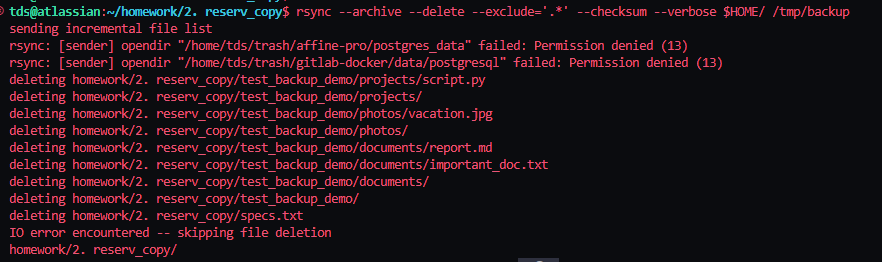 tds@atlassian:~/homework/2. reserv_copy$ rsync --archive --delete --exclude='.*' --checksum --verbose $HOME/ /tmp/backup
sending incremental file list
rsync: [sender] opendir "/home/tds/trash/affine-pro/postgres_data" failed: Permission denied (13)
rsync: [sender] opendir "/home/tds/trash/gitlab-docker/data/postgresql" failed: Permission denied (13)
deleting homework/2. reserv_copy/test_backup_demo/projects/script.py
deleting homework/2. reserv_copy/test_backup_demo/projects/
deleting homework/2. reserv_copy/test_backup_demo/photos/vacation.jpg
deleting homework/2. reserv_copy/test_backup_demo/photos/
deleting homework/2. reserv_copy/test_backup_demo/documents/report.md
deleting homework/2. reserv_copy/test_backup_demo/documents/important_doc.txt
deleting homework/2. reserv_copy/test_backup_demo/documents/
deleting homework/2. reserv_copy/test_backup_demo/
deleting homework/2. reserv_copy/specs.txt
IO error encountered -- skipping file deletion
homework/2. reserv_copy/